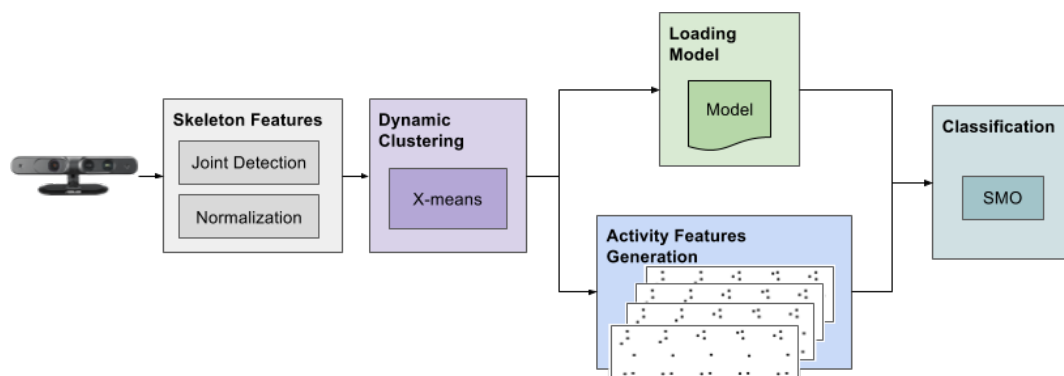 Skeleton Features
Joint Detection
Normalization
Dynamic
Clustering
X-means
Loading
Model
Model
Activity Features
Generation
Classification
SMO